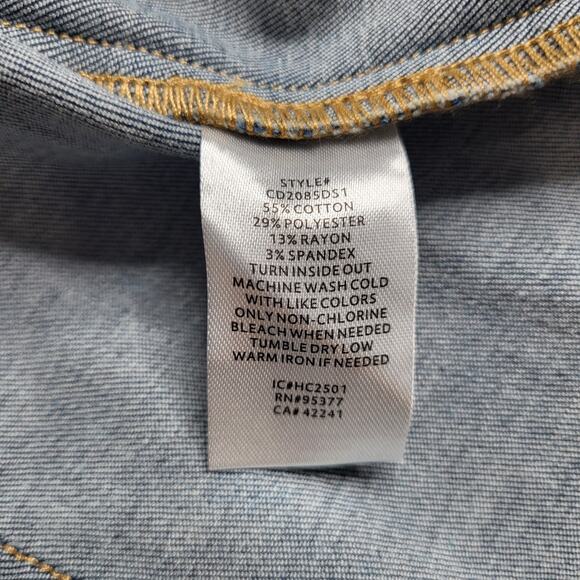 STYLE#
CD2085DS1
55% COTTON
29% POLYESTER
13% RAYON
3% SPANDEX
TURN INSIDE OUT
MACHINE WASH COLD
WITH LIKE COLORS
ONLY NON-CHLORINE
BLEACH WHEN NEEDED
TUMBLE DRY LOW
WARM IRON IF NEEDED
IC#HC2501
RN#95377
CA# 42241